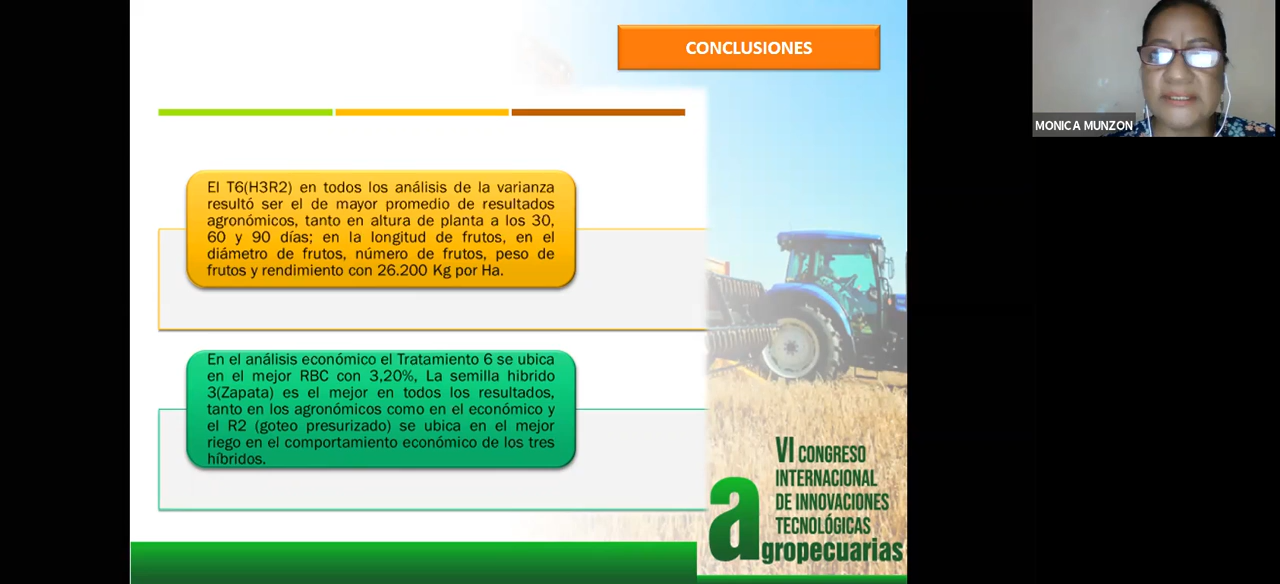 CONCLUSIONES
MONICA MUNZON
El T6(H3R2) en todos los análisis de la varianza
resultó ser el de mayor promedio de resultados
agronómicos, tanto en altura de planta a los 30,
60 y 90 días; en la longitud de frutos, en el
diámetro de frutos, número de frutos, peso de
frutos y rendimiento con 26.200 Kg por Ha.
En el análisis económico el Tratamiento 6 se ubica
en el mejor RBC con 3,20%, La semilla hibrido
3(Zapata) es el mejor en todos los resultados,
tanto en los agronómicos como en el económico y
el R2 (goteo presurizado) se ubica en el mejor
riego en el comportamiento económico de los tres
híbridos.
VI CONGRESO
INTERNACIONAL
DE INNOVACIONES
TECNOLÓGICAS
agropecuarias